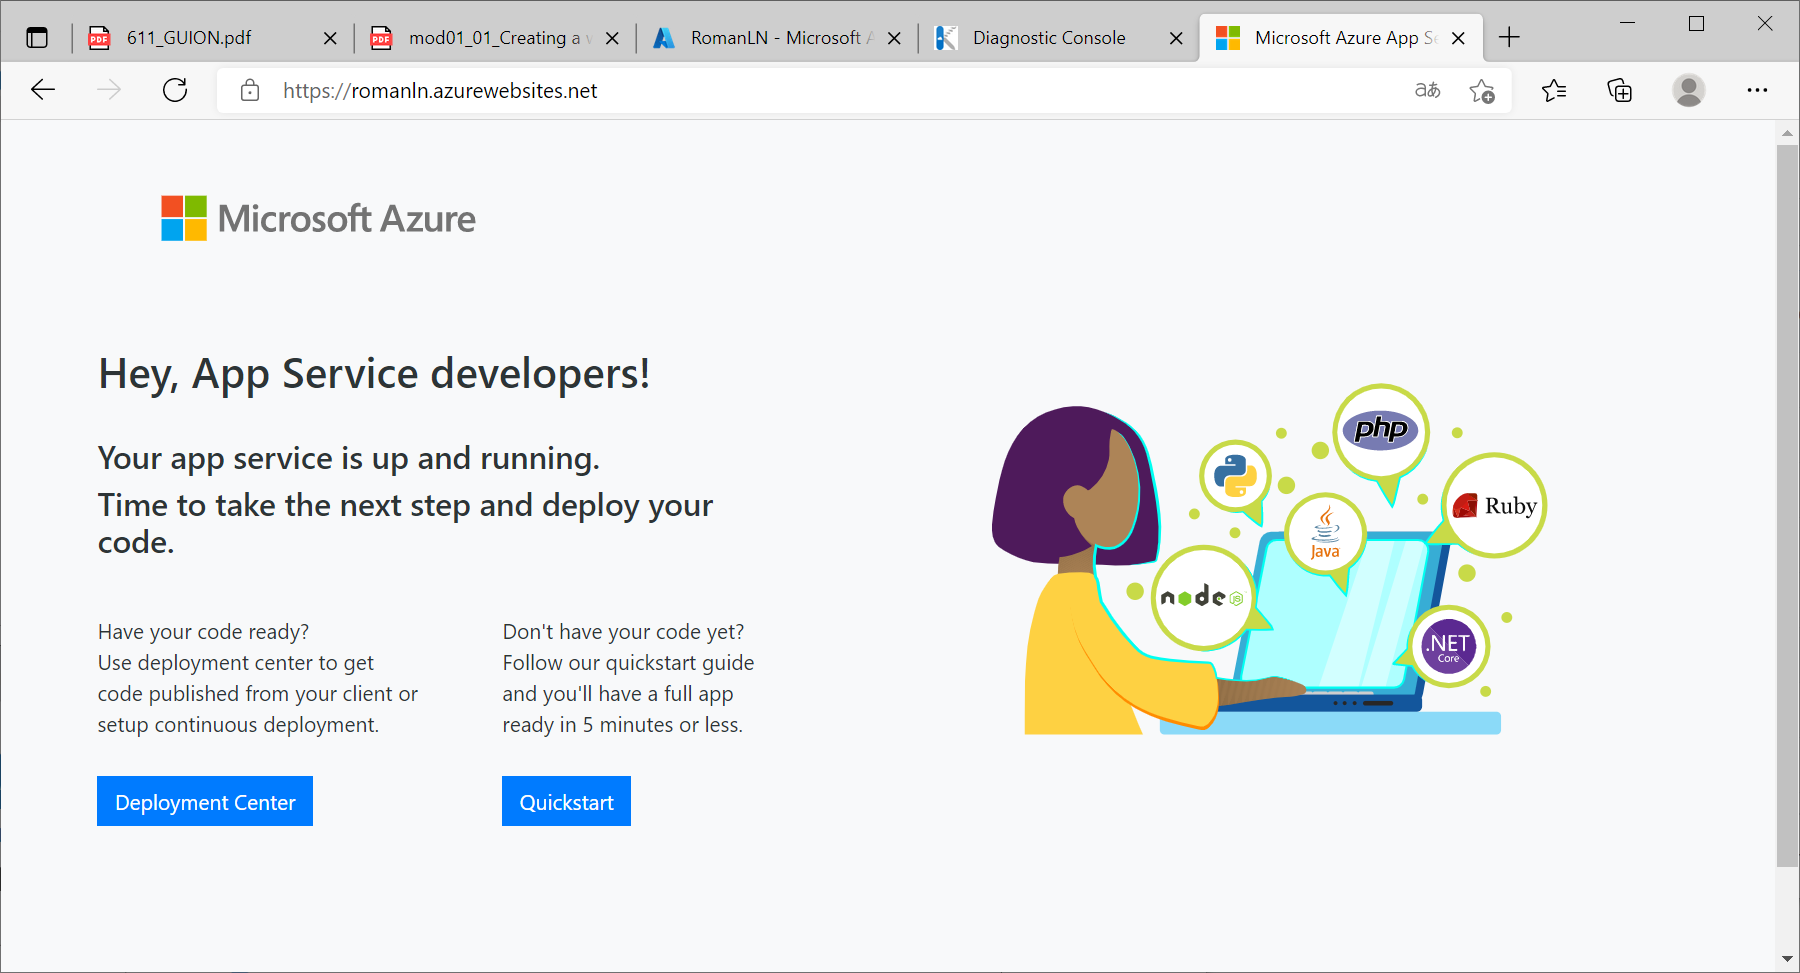 611_GUION.pdf
mod01_01_Creating a
RomanLN - Microsoft
Diagnostic Console
Microsoft Azure App
https://romanln.azurewebsites.net
aあ
Microsoft Azure
Hey, App Service developers!
Your app service is up and running.
Time to take the next step and deploy your
code.
Have your code ready?
Use deployment center to get
code published from your client or
setup continuous deployment.
Deployment Center
Don't have your code yet?
Follow our quickstart guide
and you'll have a full app
ready in 5 minutes or less.
Quickstart
php
Ruby
Java
node
JS
.NET
Core